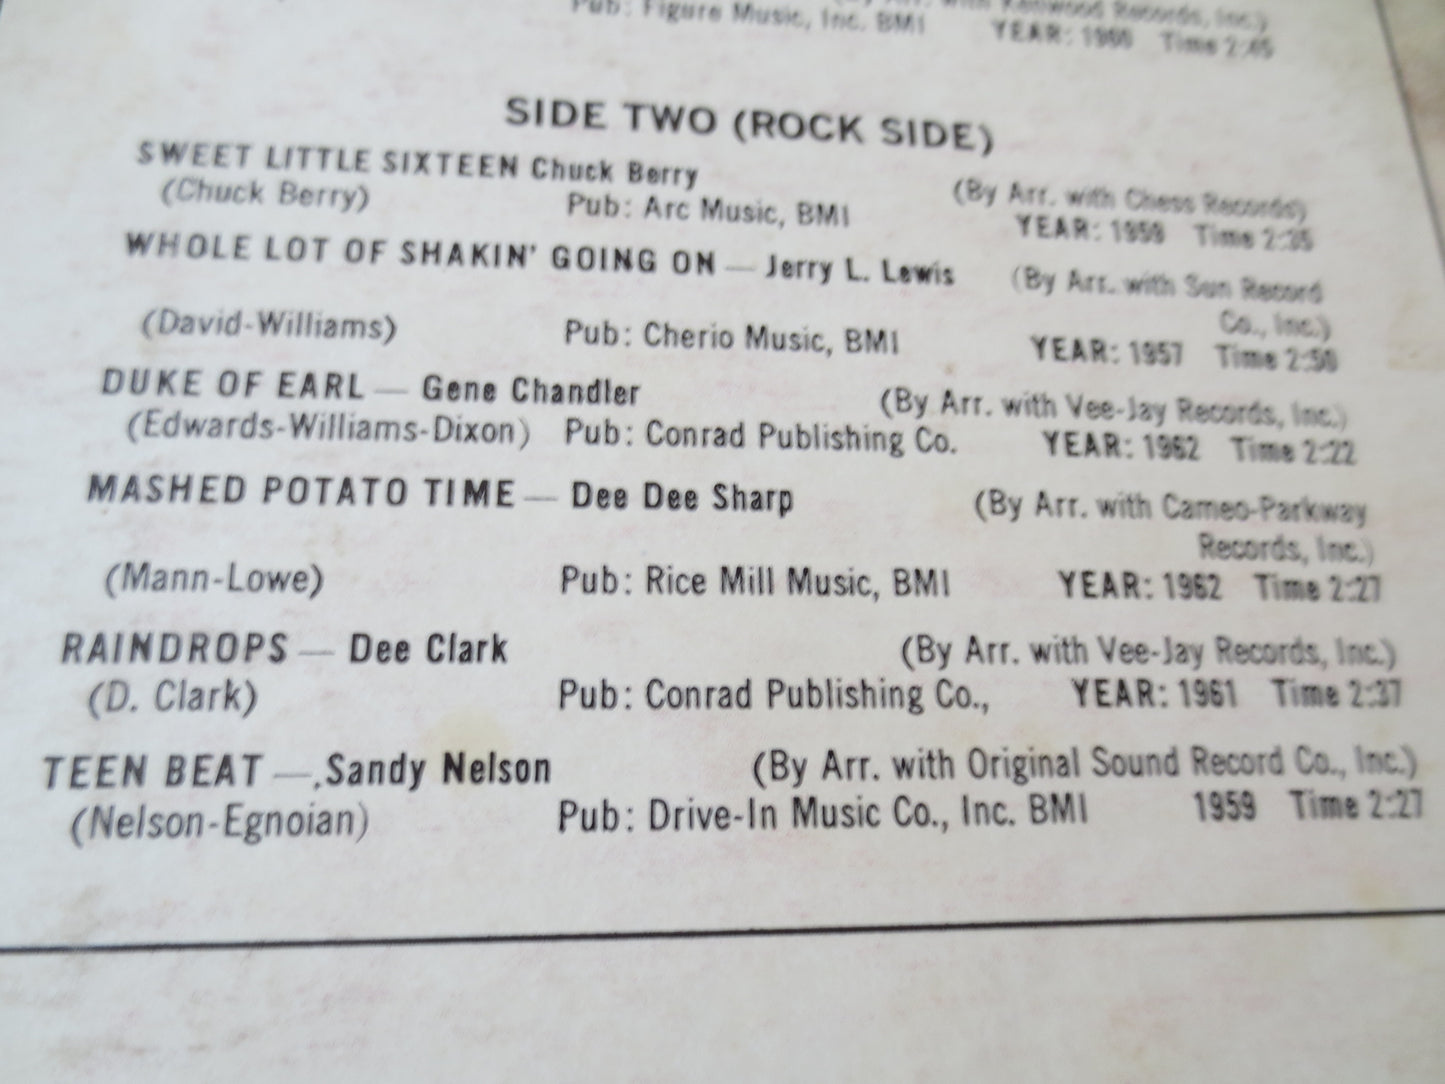 Pub: Figure Music, Inc. BMI YEAR: 1960 Time 2:45
SIDE TWO (ROCK SIDE)
SWEET LITTLE SIXTEEN Chuck Berry (By Arr. with Chess Records)
(Chuck Berry) Pub: Arc Music, BMI YEAR: 1959 Time 2:35
WHOLE LOT OF SHAKIN' GOING ON — Jerry L. Lewis (By Arr. with Sun Record
Co., Inc.)
(David-Williams) Pub: Cherio Music, BMI YEAR: 1957 Time 2:50
DUKE OF EARL — Gene Chandler (By Arr. with Vee-Jay Records, Inc.)
(Edwards-Williams-Dixon) Pub: Conrad Publishing Co. YEAR: 1962 Time 2:22
MASHED POTATO TIME — Dee Dee Sharp (By Arr. with Cameo-Parkway
Records, Inc.)
(Mann-Lowe) Pub: Rice Mill Music, BMI YEAR: 1962 Time 2:27
RAINDROPS — Dee Clark (By Arr. with Vee-Jay Records, Inc.)
(D. Clark) Pub: Conrad Publishing Co., YEAR: 1961 Time 2:37
TEEN BEAT — Sandy Nelson (By Arr. with Original Sound Record Co., Inc.)
(Nelson-Egnoian) Pub: Drive-In Music Co., Inc. BMI 1959 Time 2:27